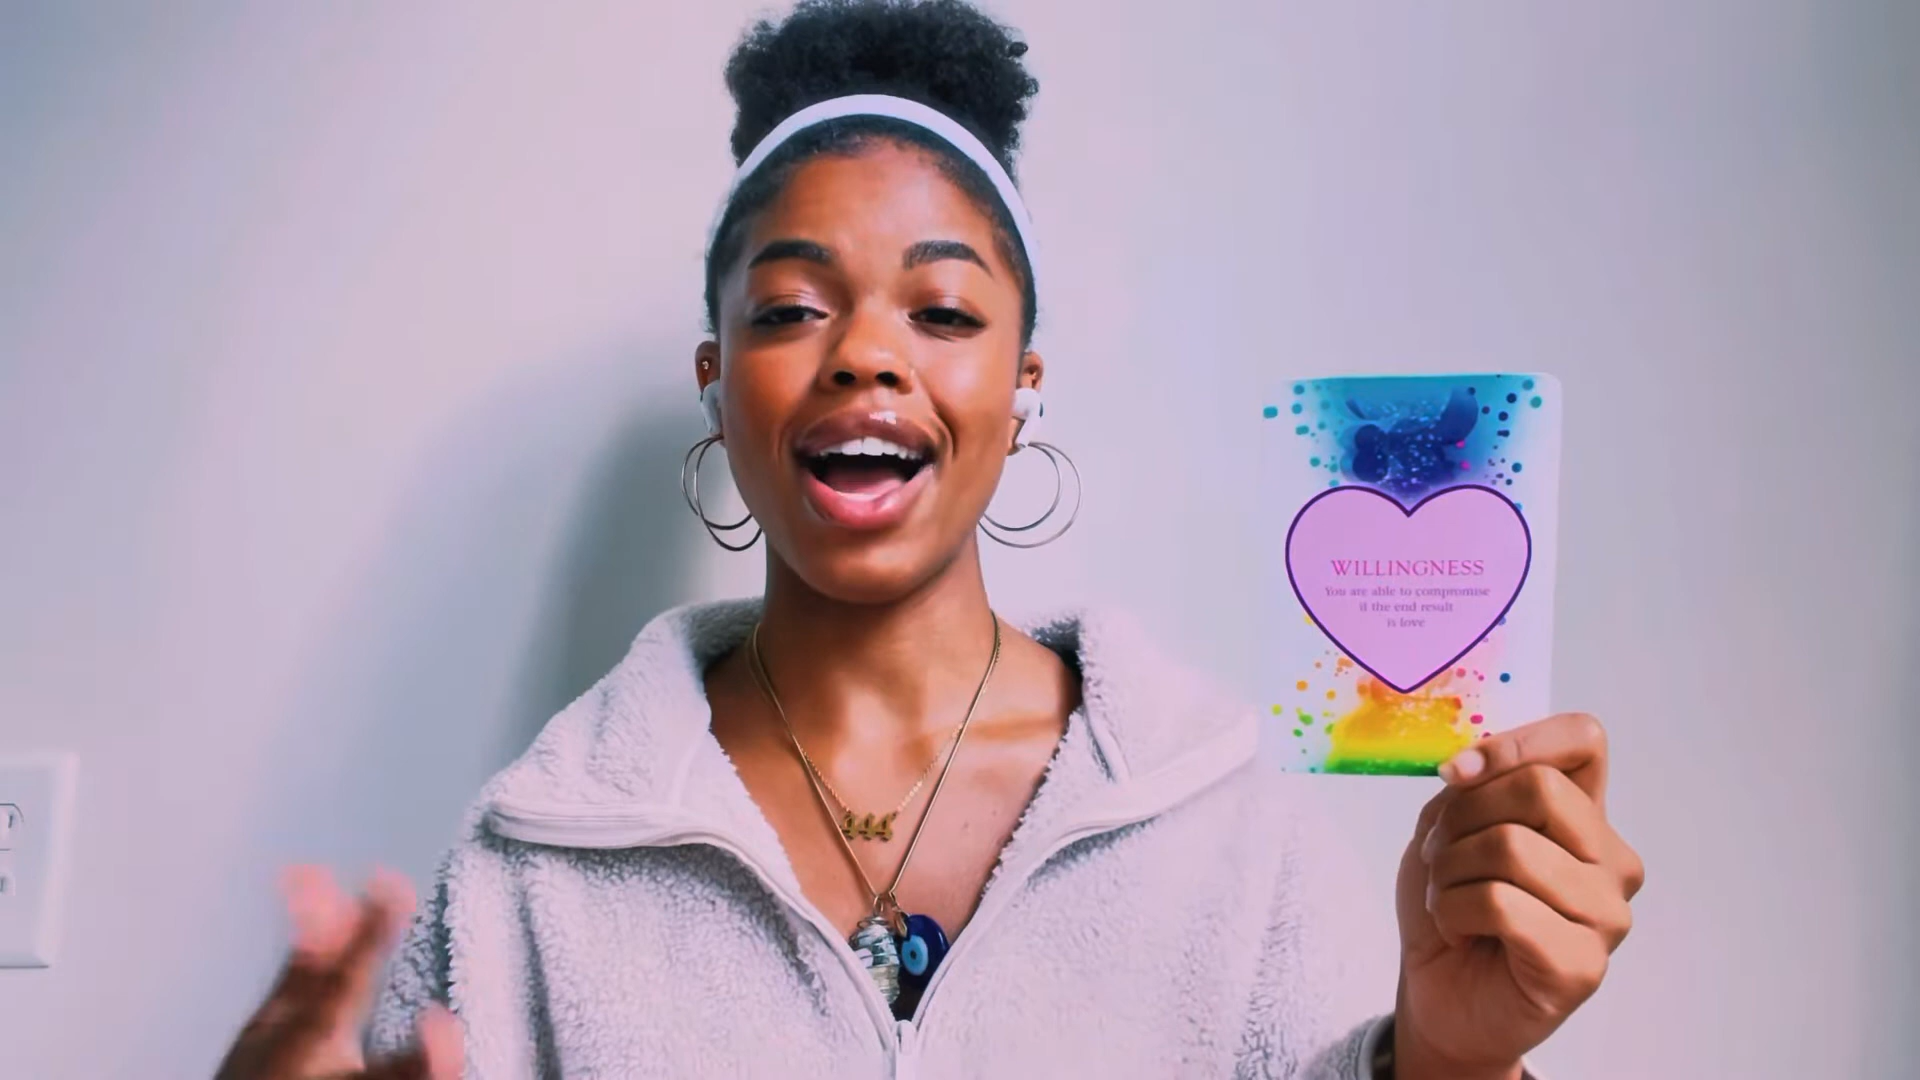 WILLINGNESS
You are able to compromise
if the end result
is love
444